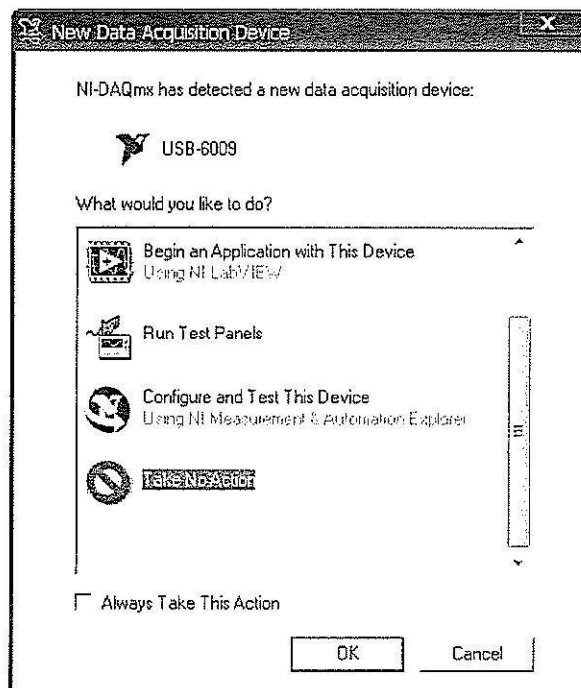 New Data Acquisition Device
NI-DAQmx has detected a new data acquisition device:
USB-6009
What would you like to do?
Begin an Application with This Device
Using NI LabVIEW
Run Test Panels
Configure and Test This Device
Using NI Measurement & Automation Explorer
Take No Action
Always Take This Action
OK
Cancel